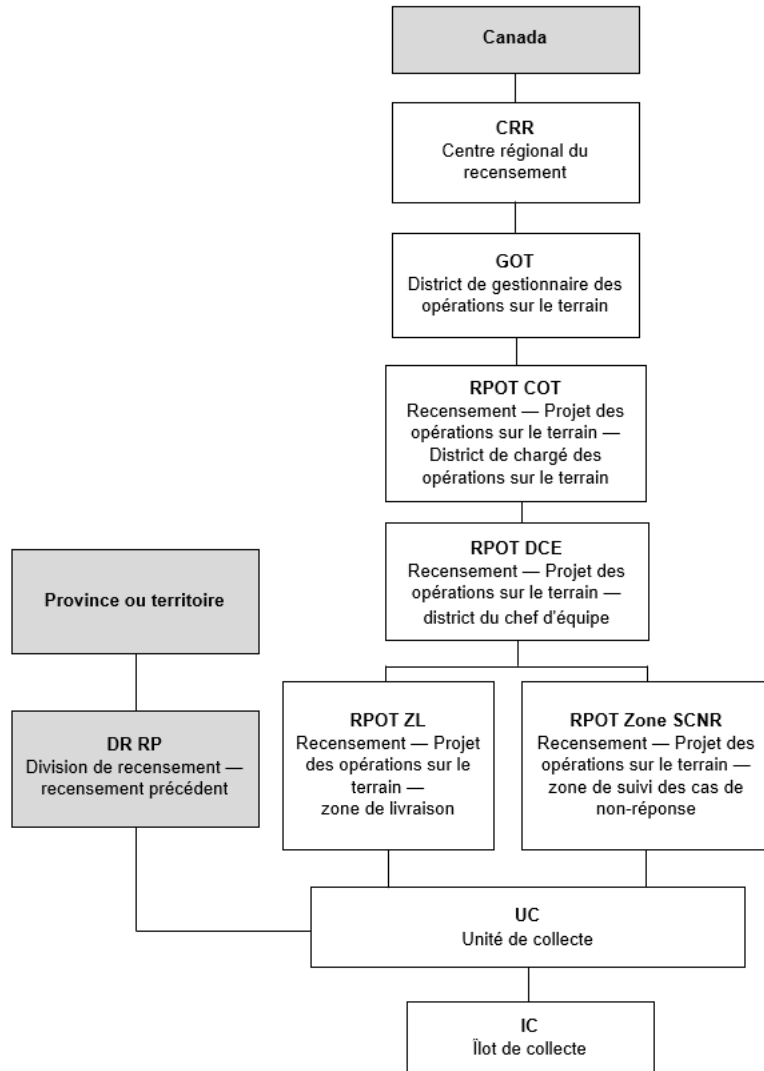 Canada
CRR
Centre régional du
recensement
GOT
District de gestionnaire des
opérations sur le terrain
RPOT COT
Recensement — Projet des
opérations sur le terrain —
District de chargé des
opérations sur le terrain
RPOT DCE
Recensement — Projet des
opérations sur le terrain —
district du chef d'équipe
Province ou territoire
DR RP
Division de recensement —
recensement précédent
RPOT ZL
Recensement — Projet
des opérations sur le
terrain —
zone de livraison
RPOT Zone SCNR
Recensement — Projet des
opérations sur le terrain —
zone de suivi des cas de
non-réponse
UC
Unité de collecte
IC
Îlot de collecte